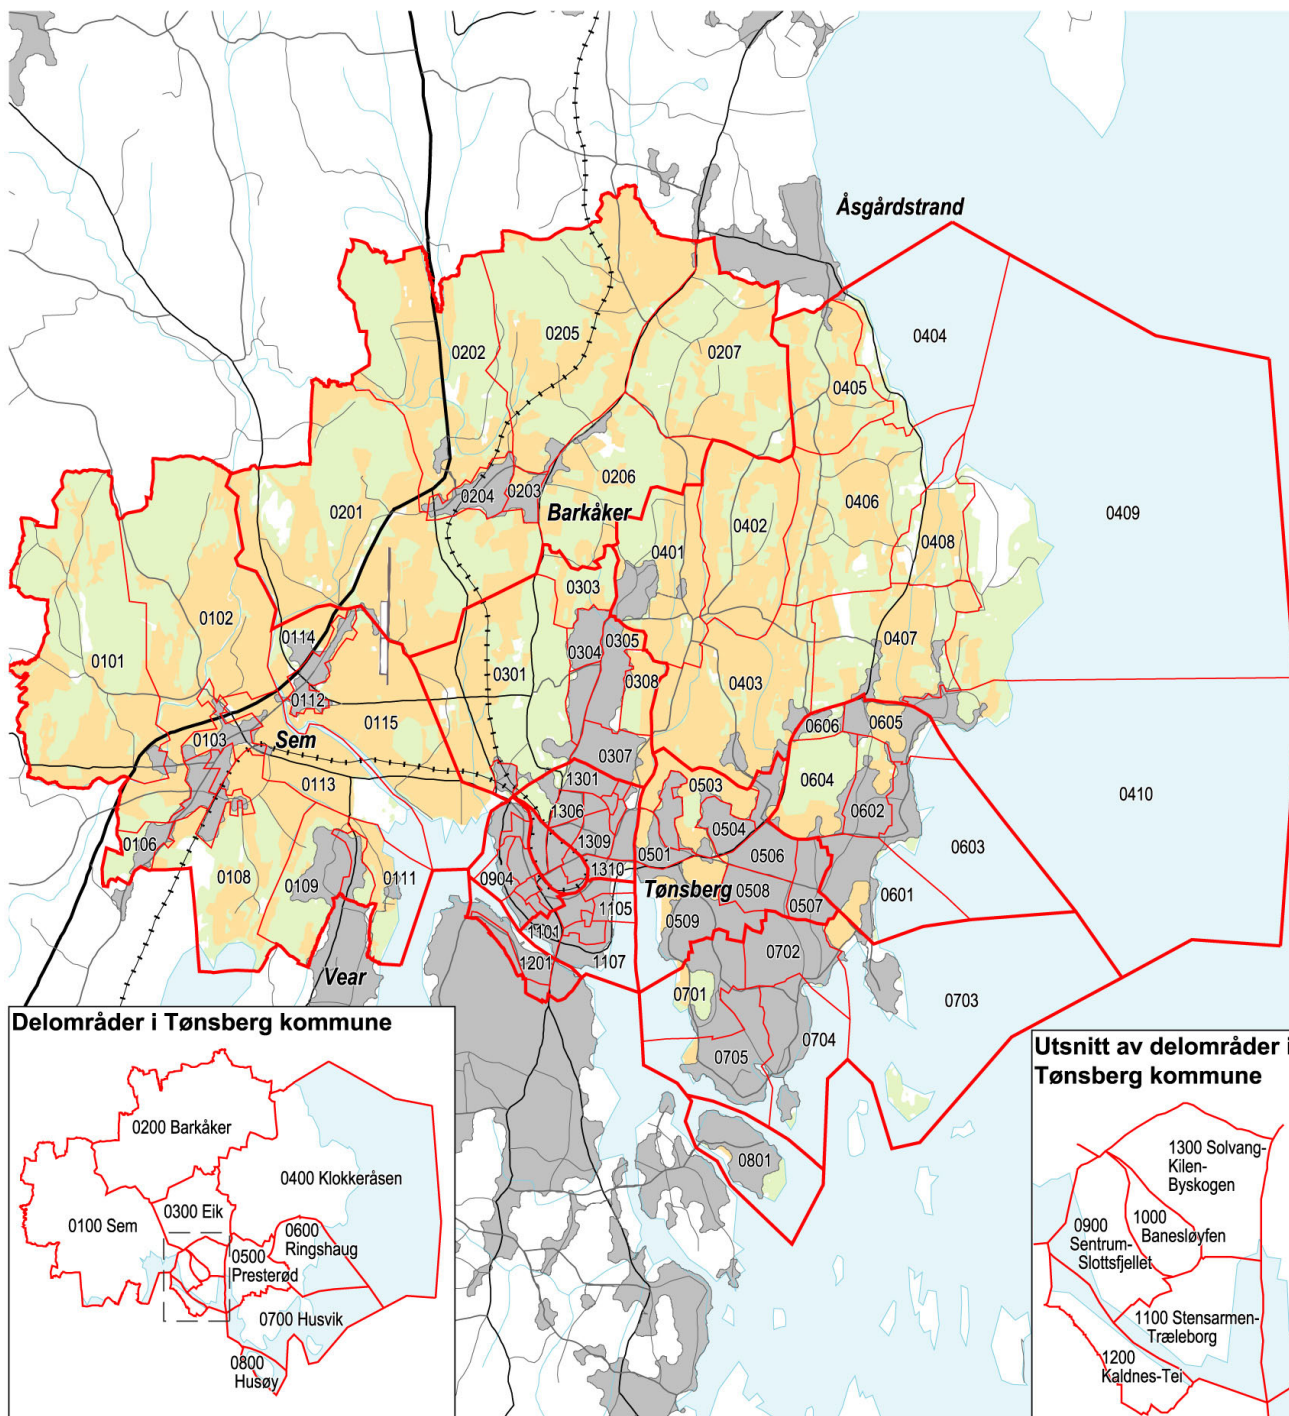 Åsgårdstrand
0404
0202
0205
0207
0405
0206
0204
0203
0201
Barkåker
0402
0406
0409
0401
0408
0303
0102
0114
0305
0304
0407
0101
0301
0308
0403
0112
0115
0606
0605
0103
Sem
0307
0604
0113
1301
0503
0410
1306
0602
0504
0106
1309
0501
0506
0603
0108
0109
0111
0904
1310
Tønsberg
0508
0601
0507
1105
0509
1101
0702
1107
1201
Vear
0701
0703
0704
0705
0801
Delområder i Tønsberg kommune
0200 Barkåker
0400 Klokkeråsen
0300 Eik
0100 Sem
0600
Ringshaug
0500
Presterød
0700 Husvik
0800
Husøy
Utsnitt av delområder i
Tønsberg kommune
1300 Solvang-
Kilen-
Byskogen
1000
Banesløyfen
0900
Sentrum-
Slottsfjellet
1100 Stensarmen-
Træleborg
1200
Kaldnes-Tei